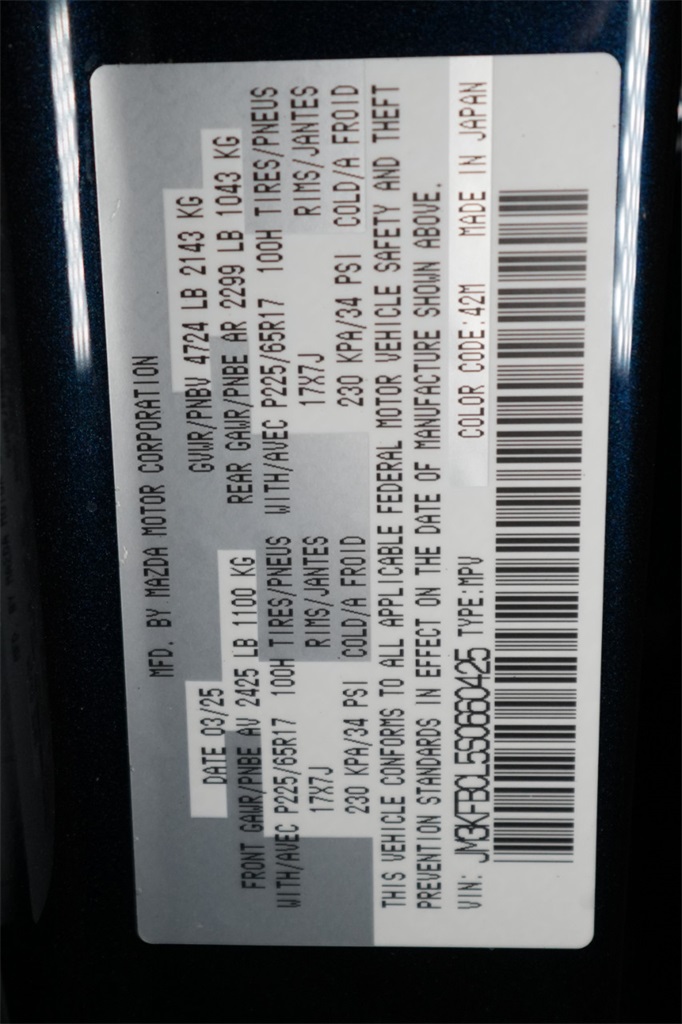 MFD. BY MAZDA MOTOR CORPORATION
DATE 03/25 GVWR/PNBV 4724 LB 2143 KG
FRONT GAWR/PNBE AV 2425 LB 1100 KG REAR GAWR/PNBE AR 2299 LB 1043 KG
WITH/AVEC P225/65R17 100H TIRES/PNEUS WITH/AVEC P225/65R17 100H TIRES/PNEUS
17X7J RIMS/JANTES 17X7J RIMS/JANTES
230 KPA/34 PSI COLD/A FROID 230 KPA/34 PSI COLD/A FROID
THIS VEHICLE CONFORMS TO ALL APPLICABLE FEDERAL MOTOR VEHICLE SAFETY AND THEFT
PREVENTION STANDARDS IN EFFECT ON THE DATE OF MANUFACTURE SHOWN ABOVE.
VIN: JM3KFBCL5S0660425 TYPE:MPV COLOR CODE:42M MADE IN JAPAN